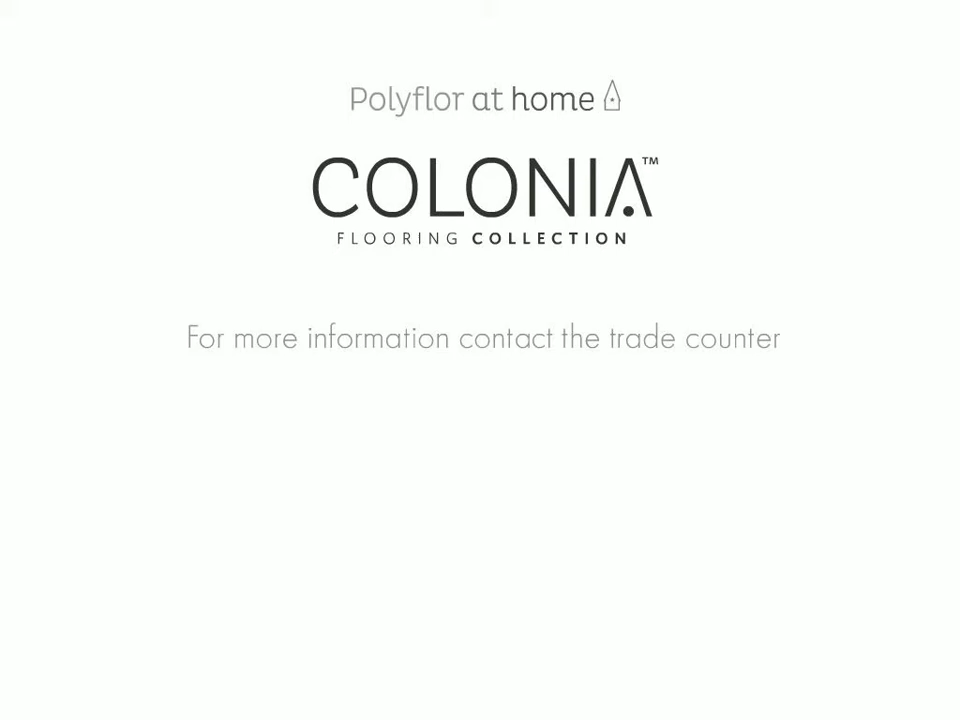 Polyflor at home
COLONIA™
FLOORING COLLECTION
For more information contact the trade counter